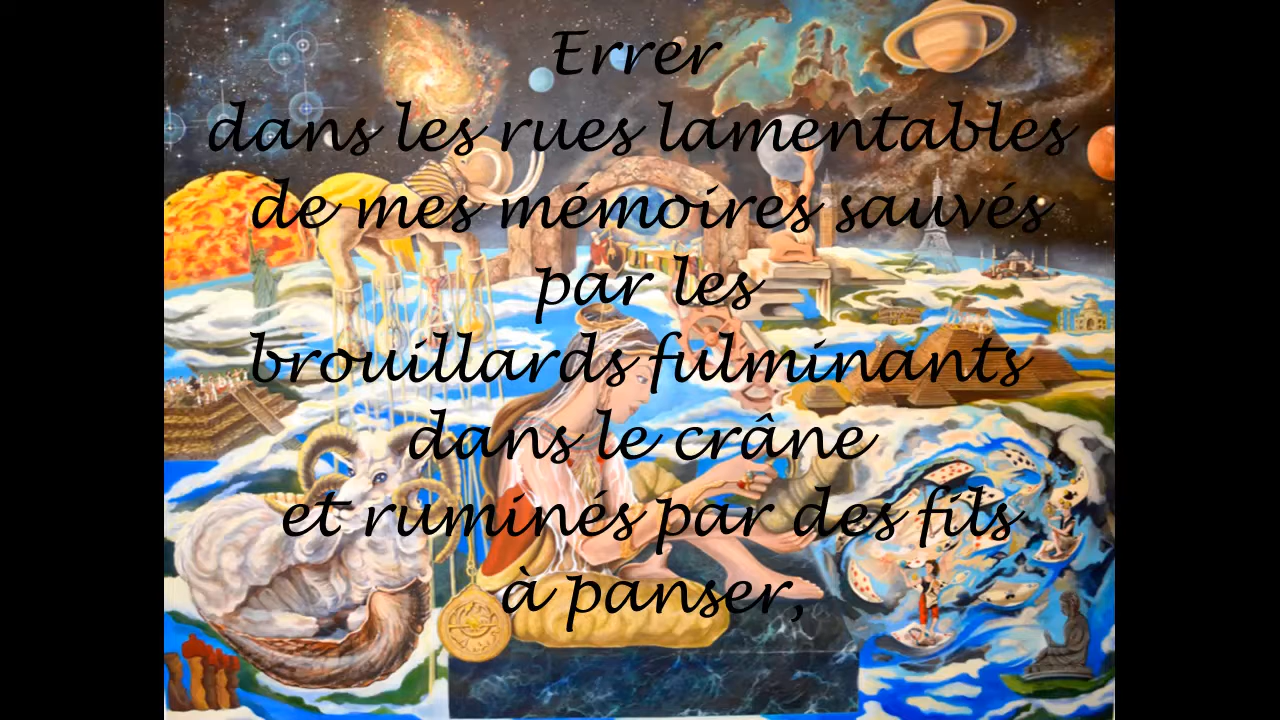 Errer
dans les rues lamentables
de mes mémoires sauvés
par les
brouillards fulminants
dans le crâne
et ruminés par des fils
à panser,